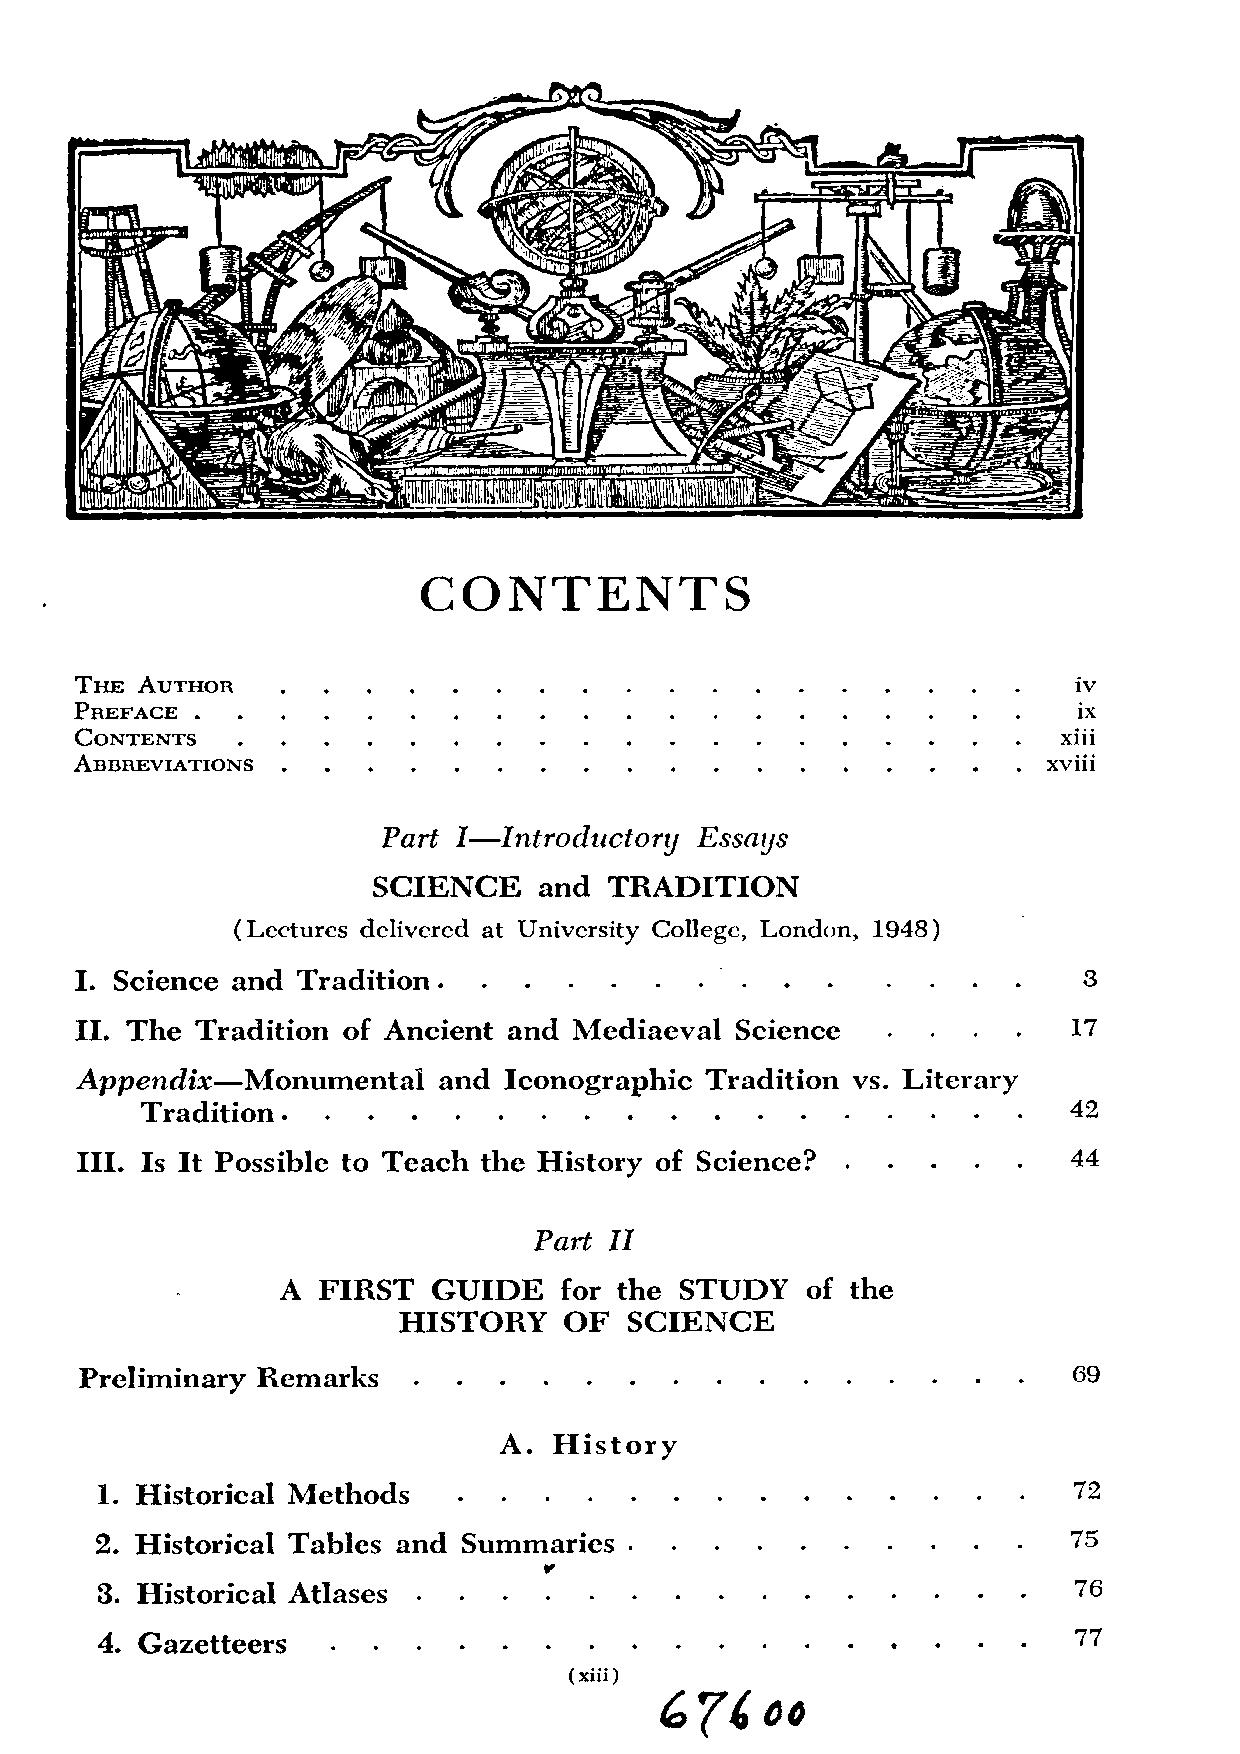 CONTENTS
THE AUTHOR . . . . . . . . . . . . . . . . . . iv
PREFACE . . . . . . . . . . . . . . . . . . . . ix
CONTENTS . . . . . . . . . . . . . . . . . . . xiii
ABBREVIATIONS . . . . . . . . . . . . . . . . . . xviii
Part I—Introductory Essays
SCIENCE and TRADITION
(Lectures delivered at University College, London, 1948)
I. Science and Tradition . . . . . . . . . . . . . . 3
II. The Tradition of Ancient and Mediaeval Science . . . . 17
Appendix—Monumental and Iconographic Tradition vs. Literary
Tradition . . . . . . . . . . . . . . . . . . 42
III. Is It Possible to Teach the History of Science? . . . . . 44
Part II
A FIRST GUIDE for the STUDY of the
HISTORY OF SCIENCE
Preliminary Remarks . . . . . . . . . . . . . . . 69
A. History
1. Historical Methods . . . . . . . . . . . . . . 72
2. Historical Tables and Summaries . . . . . . . . . . 75
3. Historical Atlases . . . . . . . . . . . . . . . 76
4. Gazetteers . . . . . . . . . . . . . . . . . 77
(xiii)
67600